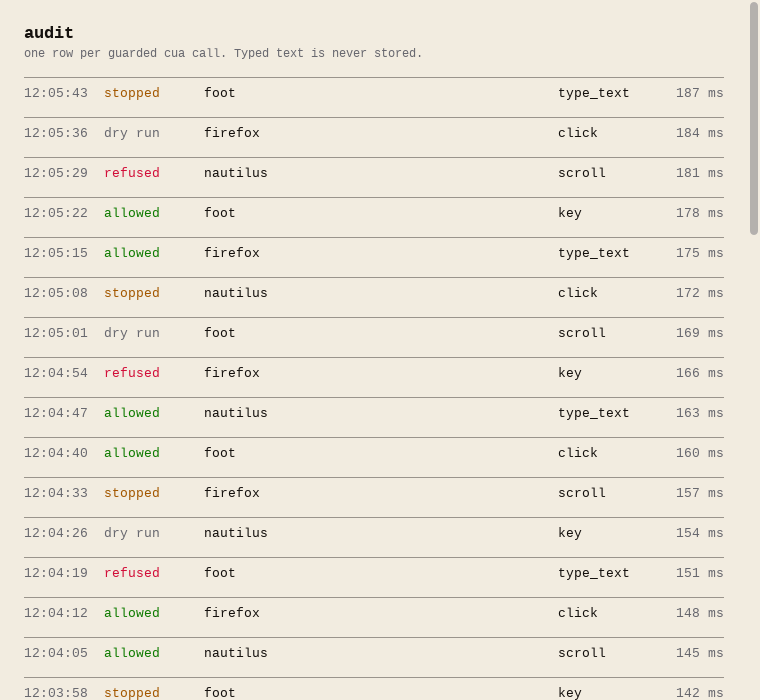 audit
one row per guarded cua call. Typed text is never stored.
12:05:43 stopped foot type_text 187 ms
12:05:36 dry run firefox click 184 ms
12:05:29 refused nautilus scroll 181 ms
12:05:22 allowed foot key 178 ms
12:05:15 allowed firefox type_text 175 ms
12:05:08 stopped nautilus click 172 ms
12:05:01 dry run foot scroll 169 ms
12:04:54 refused firefox key 166 ms
12:04:47 allowed nautilus type_text 163 ms
12:04:40 allowed foot click 160 ms
12:04:33 stopped firefox scroll 157 ms
12:04:26 dry run nautilus key 154 ms
12:04:19 refused foot type_text 151 ms
12:04:12 allowed firefox click 148 ms
12:04:05 allowed nautilus scroll 145 ms
12:03:58 stopped foot key 142 ms